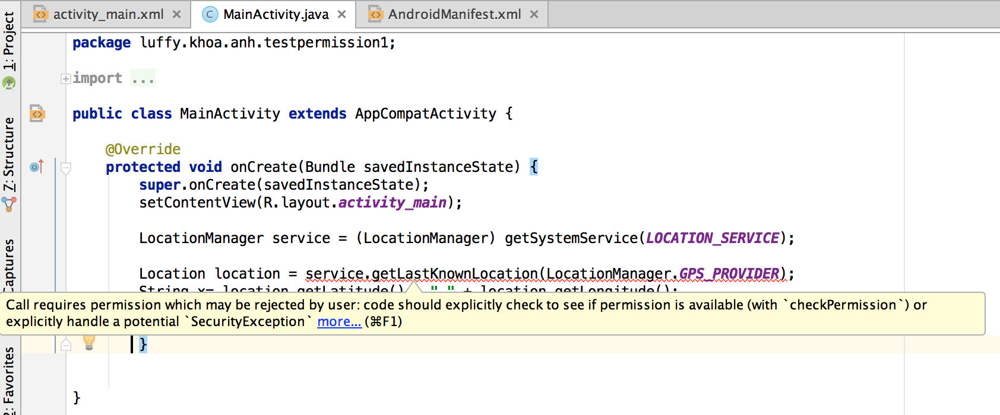 activity_main.xml
MainActivity.java
AndroidManifest.xml
1: Project
7: Structure
Captures
2: Favorites
package luffy.khoa.anh.testpermission1;
import ...
public class MainActivity extends AppCompatActivity {
@Override
protected void onCreate(Bundle savedInstanceState) {
super.onCreate(savedInstanceState);
setContentView(R.layout.activity_main);
LocationManager service = (LocationManager) getSystemService(LOCATION_SERVICE);
Location location = service.getLastKnownLocation(LocationManager.GPS_PROVIDER);
String x= location.getLatitude() "," + location.getLongitude();
Call requires permission which may be rejected by user: code should explicitly check to see if permission is available (with `checkPermission`) or
explicitly handle a potential `SecurityException` more... (⌘F1)
}
}